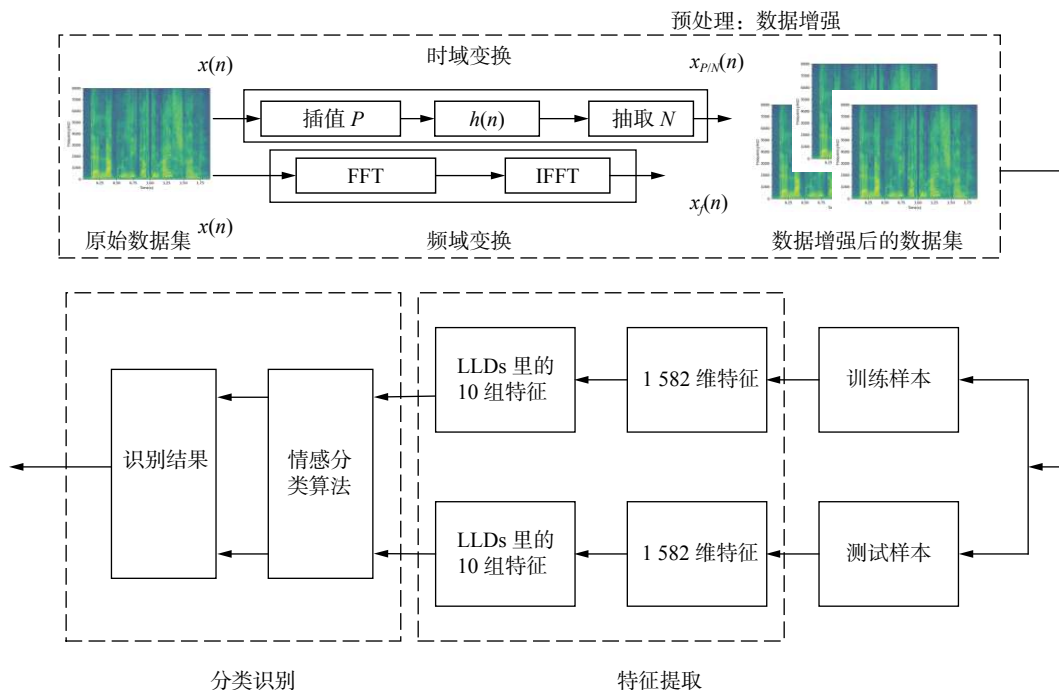 预处理：数据增强
x(n)
时域变换
x_{P/N}(n)
插值 P
h(n)
抽取 N
FFT
IFFT
x_f(n)
x(n)
原始数据集
频域变换
数据增强后的数据集
LLDs 里的
10 组特征
1 582 维特征
训练样本
识别结果
情感分
类算法
LLDs 里的
10 组特征
1 582 维特征
测试样本
分类识别
特征提取